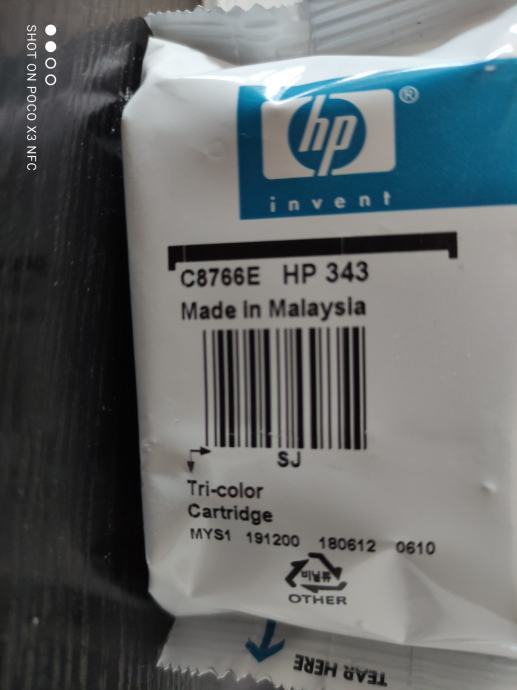 SHOT ON POCO X3 NFC
hp®
invent
C8766E HP 343
Made In Malaysia
SJ
Tri-color
Cartridge
MYS1 191200 180612 0610
OTHER
TEAR HERE